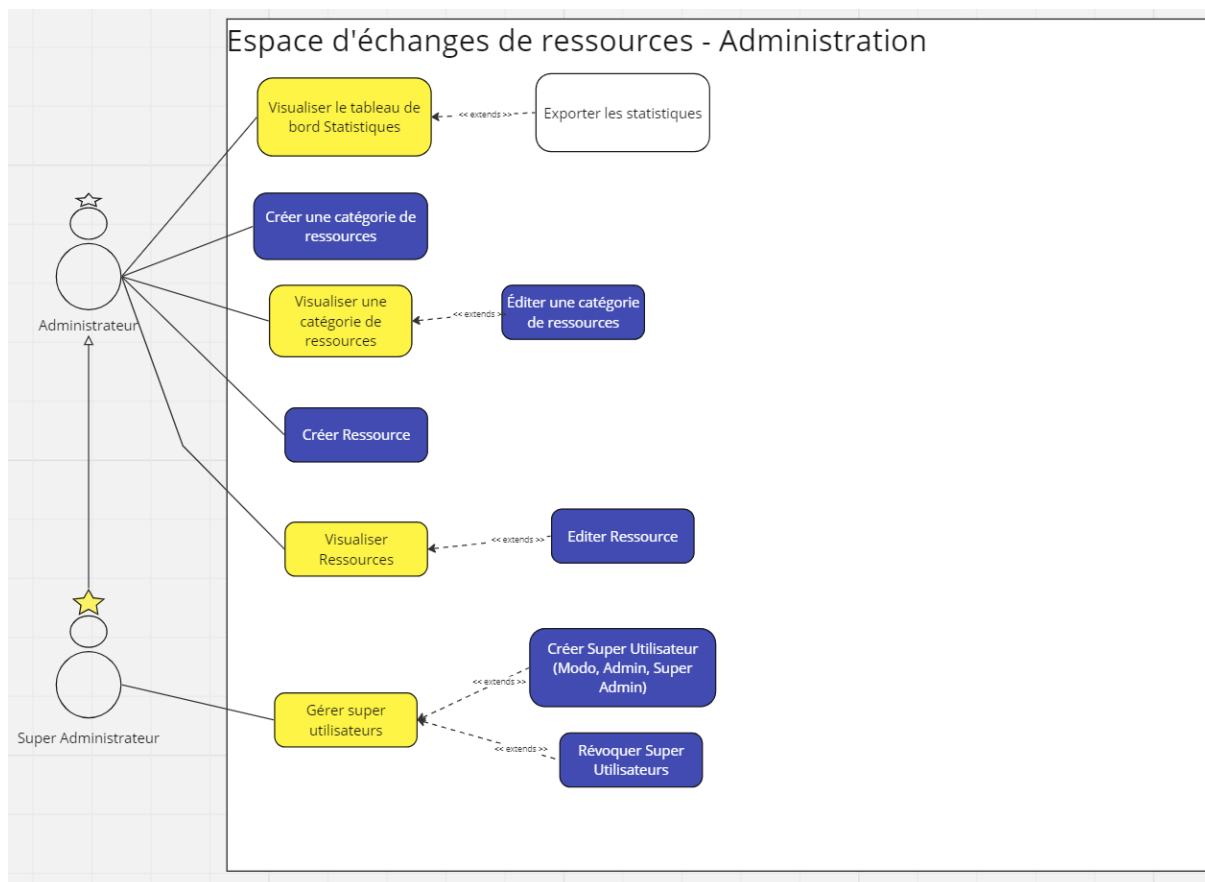 Espace d'échanges de ressources - Administration
Visualiser le tableau de
bord Statistiques
<< extends >>
Exporter les statistiques
Créer une catégorie de
ressources
Visualiser une
catégorie de
ressources
<< extends >>
Éditer une catégorie
de ressources
Administrateur
Créer Ressource
Visualiser
Ressources
<< extends >>
Editer Ressource
Créer Super Utilisateur
(Modo, Admin, Super
Admin)
<< extends >>
Gérer super
utilisateurs
Super Administrateur
<< extends >>
Révoquer Super
Utilisateurs